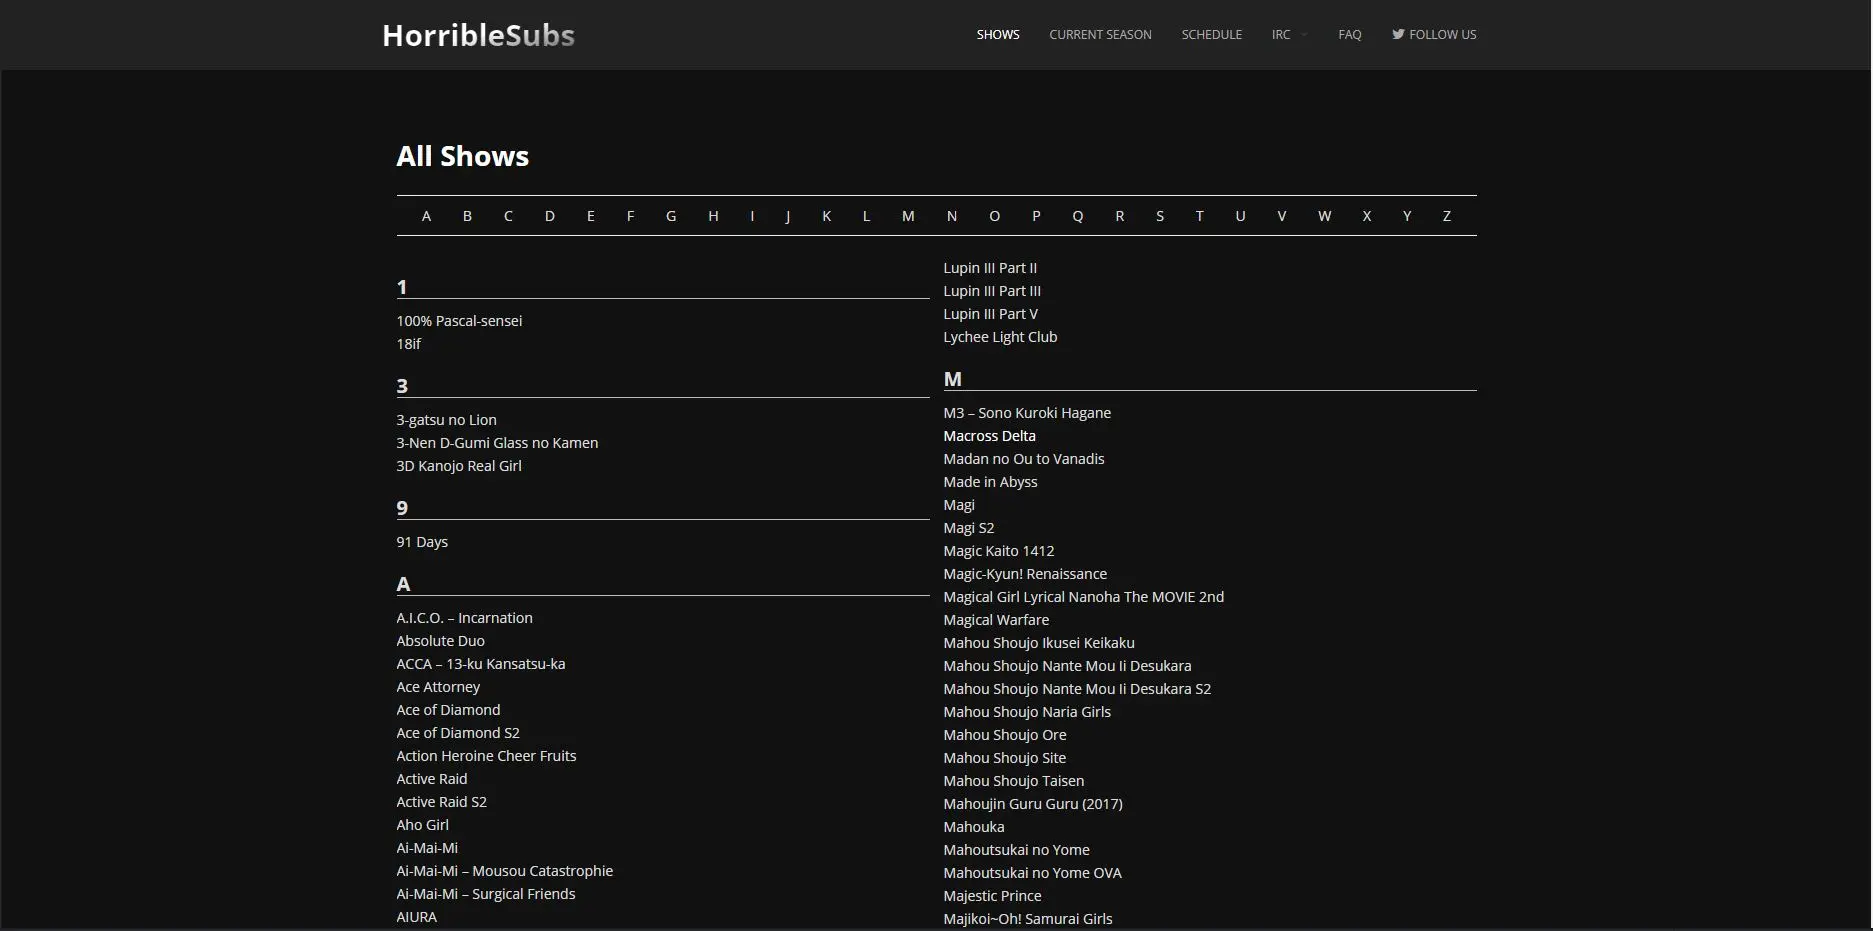 HorribleSubs
SHOWS CURRENT SEASON SCHEDULE IRC FAQ FOLLOW US
All Shows
A B C D E F G H I J K L M N O P Q R S T U V W X Y Z
1
100% Pascal-sensei
18if
3
3-gatsu no Lion
3-Nen D-Gumi Glass no Kamen
3D Kanojo Real Girl
9
91 Days
A
A.I.C.O. – Incarnation
Absolute Duo
ACCA – 13-ku Kansatsu-ka
Ace Attorney
Ace of Diamond
Ace of Diamond S2
Action Heroine Cheer Fruits
Active Raid
Active Raid S2
Aho Girl
Ai-Mai-Mi
Ai-Mai-Mi – Mousou Catastrophie
Ai-Mai-Mi – Surgical Friends
AIURA
Lupin III Part II
Lupin III Part III
Lupin III Part V
Lychee Light Club
M
M3 – Sono Kuroki Hagane
Macross Delta
Madan no Ou to Vanadis
Made in Abyss
Magi
Magi S2
Magic Kaito 1412
Magic-Kyun! Renaissance
Magical Girl Lyrical Nanoha The MOVIE 2nd
Magical Warfare
Mahou Shoujo Ikusei Keikaku
Mahou Shoujo Nante Mou Ii Desukara
Mahou Shoujo Nante Mou Ii Desukara S2
Mahou Shoujo Naria Girls
Mahou Shoujo Ore
Mahou Shoujo Site
Mahou Shoujo Taisen
Mahoujin Guru Guru (2017)
Mahouka
Mahoutsukai no Yome
Mahoutsukai no Yome OVA
Majestic Prince
Majikoi~Oh! Samurai Girls